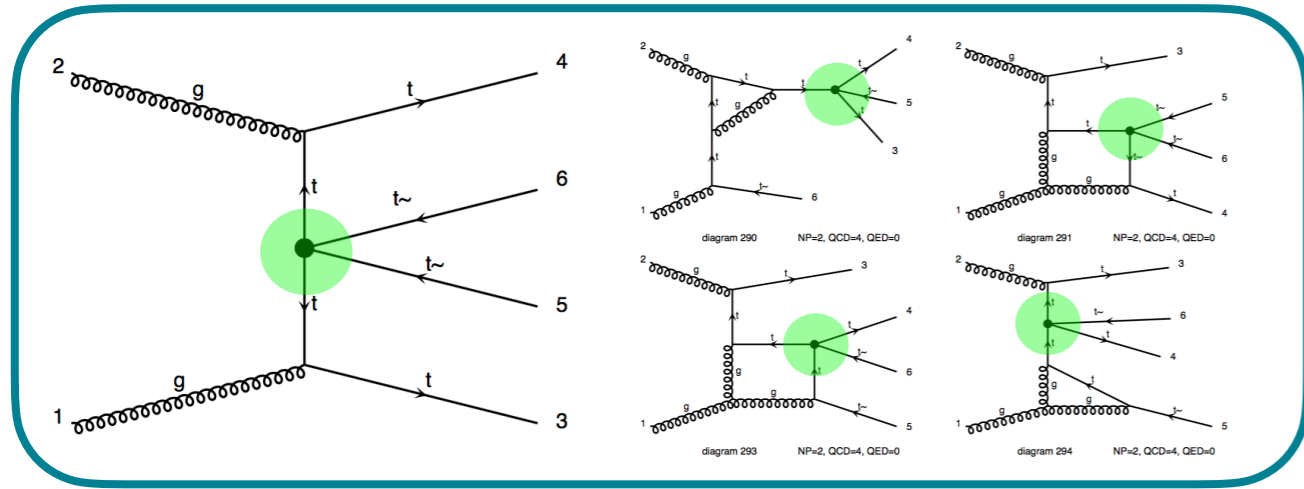 2
g
t
4
t
6
t~
t~
5
t
g
t
1
3
2
g
t
t
g
t
4
t
t~
5
t
3
t
g
t~
6
1
diagram 290 NP=2, QCD=4, QED=0
2
g
t
3
t
t
t~
5
t~
6
g
t~
g
g
t
4
1
diagram 291 NP=2, QCD=4, QED=0
2
g
t
3
t
t
t
4
t~
6
g
t
g
g
t~
5
1
diagram 293 NP=2, QCD=4, QED=0
2
g
t
3
t
t~
6
t
4
t
g
t
g
g
t~
5
1
diagram 294 NP=2, QCD=4, QED=0